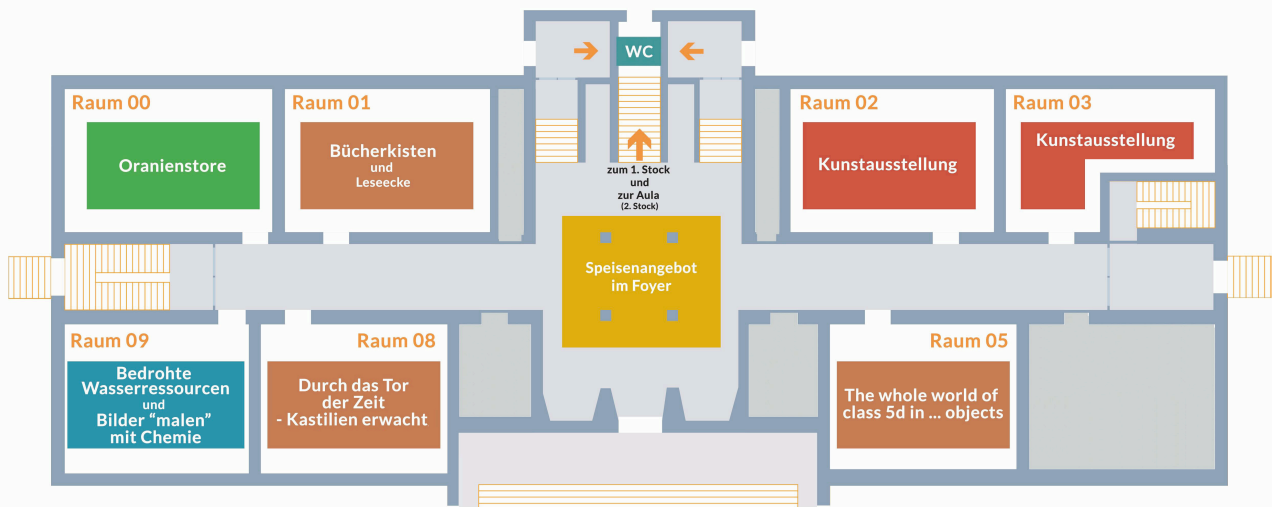 WC
Raum 00
Oranienstore
Raum 01
Bücherkisten
und
Leseecke
zum 1. Stock
und
zur Aula
(2. Stock)
Raum 02
Kunstausstellung
Raum 03
Kunstausstellung
Speisenangebot
im Foyer
Raum 09
Bedrohte
Wasserressourcen
und
Bilder “malen”
mit Chemie
Raum 08
Durch das Tor
der Zeit
- Kastilien erwacht
Raum 05
The whole world of
class 5d in ... objects